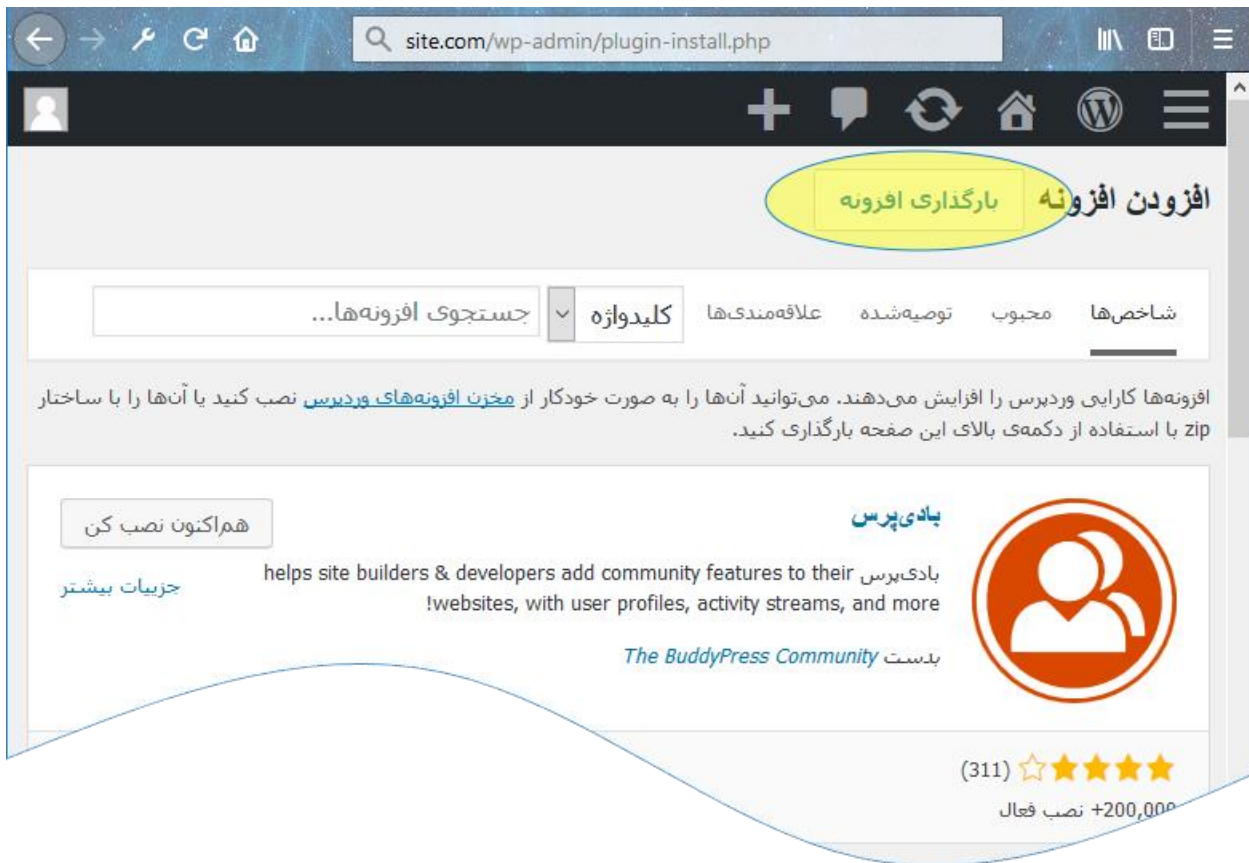 site.com/wp-admin/plugin-install.php
افزودن افزونه
بارگذاری افزونه
شاخص‌ها
محبوب
توصیه‌شده
علاقه‌مندی‌ها
کلیدواژه
جستجوی افزونه‌ها...
افزونه‌ها کارایی وردپرس را افزایش می‌دهند. می‌توانید آن‌ها را به صورت خودکار از مخزن افزونه‌های وردپرس نصب کنید یا آن‌ها را با ساختار
zip با استفاده از دکمه‌ی بالای این صفحه بارگذاری کنید.
بادی‌پرس
هم‌اکنون نصب کن
بادی‌پرس helps site builders & developers add community features to their
websites, with user profiles, activity streams, and more!
جزییات بیشتر
بدست The BuddyPress Community
(311)
200,000+ نصب فعال